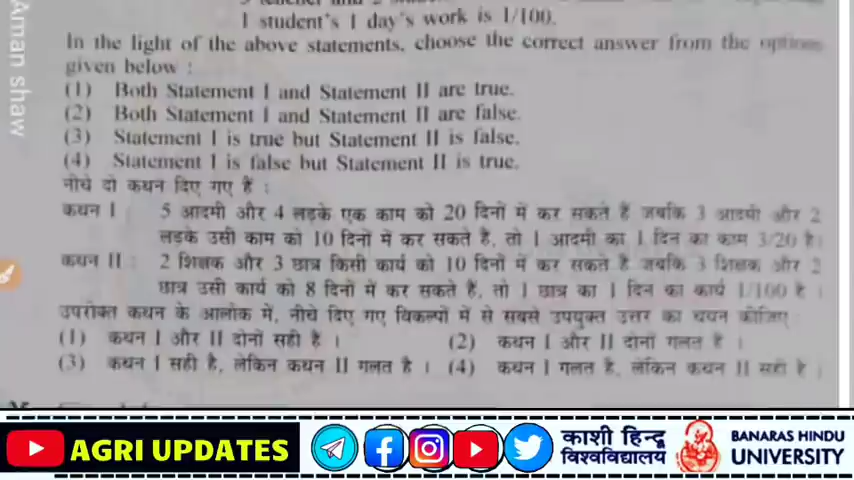 1 student's 1 day's work is 1/100.
In the light of the above statements, choose the correct answer from the options
given below :
(1) Both Statement I and Statement II are true.
(2) Both Statement I and Statement II are false.
(3) Statement I is true but Statement II is false.
(4) Statement I is false but Statement II is true.
नीचे दो कथन दिए गए हैं :
कथन I : 5 आदमी और 4 लड़के एक काम को 20 दिनों में कर सकते हैं जबकि 3 आदमी और 2
लड़के उसी काम को 10 दिनों में कर सकते हैं, तो 1 आदमी का 1 दिन का काम 3/20 है।
कथन II : 2 शिक्षक और 3 छात्र किसी कार्य को 10 दिनों में कर सकते हैं जबकि 3 शिक्षक और 2
छात्र उसी कार्य को 8 दिनों में कर सकते हैं, तो 1 छात्र का 1 दिन का कार्य 1/100 है ।
उपरोक्त कथन के आलोक में, नीचे दिए गए विकल्पों में से सबसे उपयुक्त उत्तर का चयन कीजिए :
(1) कथन I और II दोनों सही हैं । (2) कथन I और II दोनों गलत हैं ।
(3) कथन I सही है, लेकिन कथन II गलत है । (4) कथन I गलत है, लेकिन कथन II सही है ।
Aman shaw
AGRI UPDATES
काशी हिन्दू
विश्वविद्यालय
BANARAS HINDU
UNIVERSITY